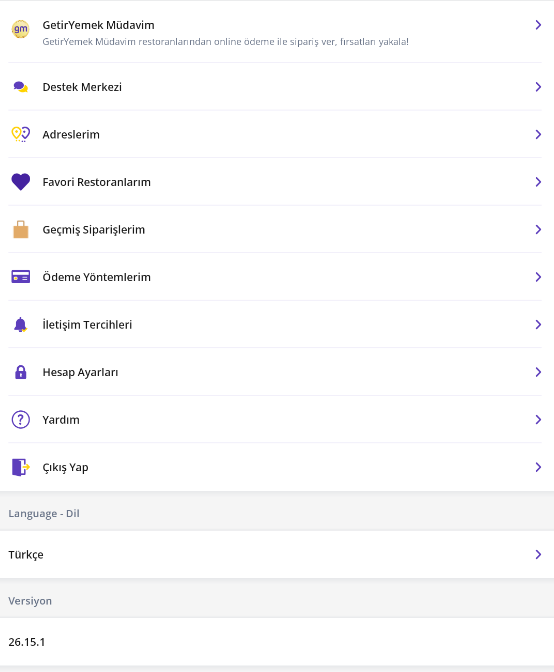 gm
GetirYemek Müdavim
GetirYemek Müdavim restoranlarından online ödeme ile sipariş ver, fırsatları yakala!
Destek Merkezi
Adreslerim
Favori Restoranlarım
Geçmiş Siparişlerim
Ödeme Yöntemlerim
İletişim Tercihleri
Hesap Ayarları
Yardım
Çıkış Yap
Language - Dil
Türkçe
Versiyon
26.15.1